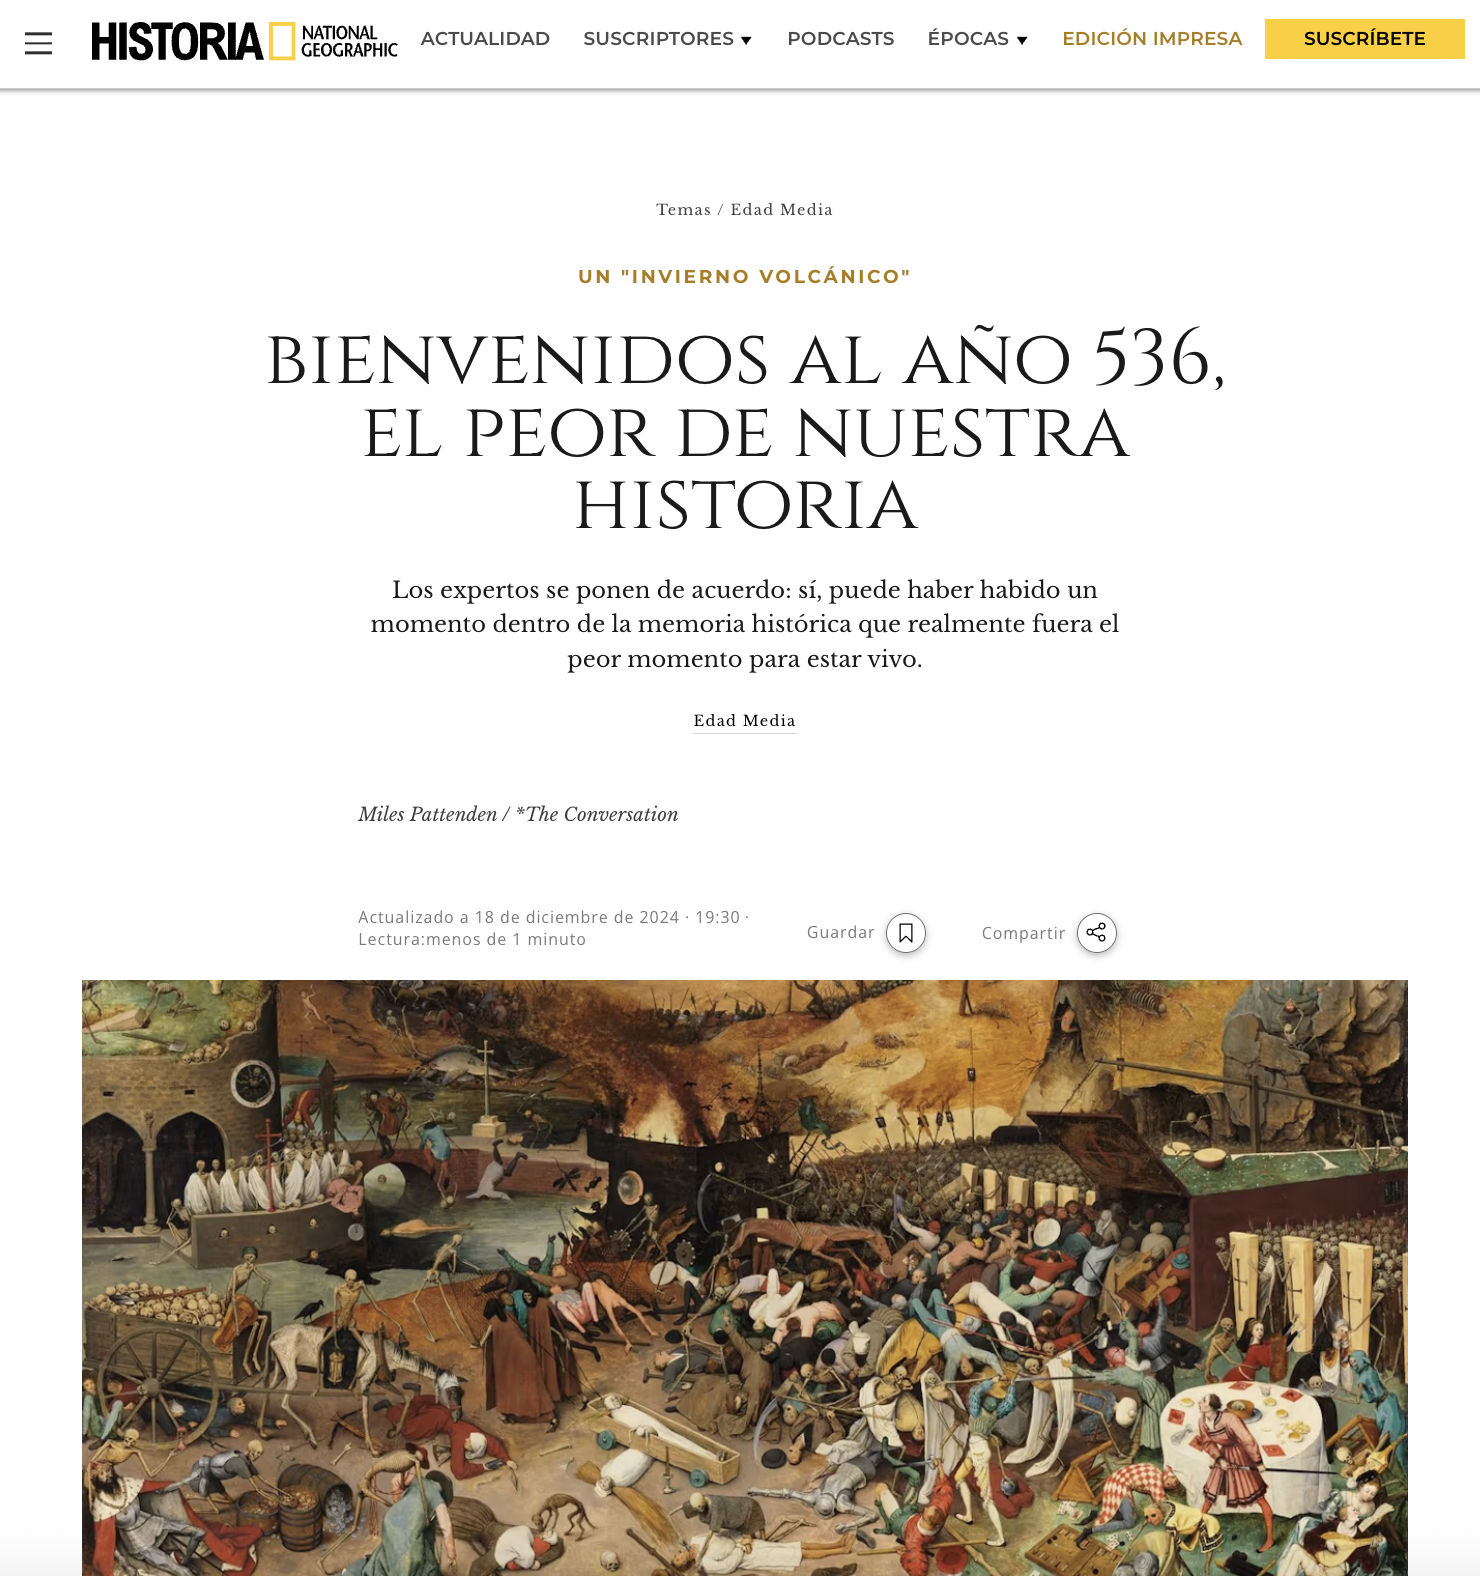 HISTORIA NATIONAL GEOGRAPHIC
ACTUALIDAD SUSCRIPTORES PODCASTS ÉPOCAS EDICIÓN IMPRESA SUSCRÍBETE
Temas / Edad Media
UN "INVIERNO VOLCÁNICO"
BIENVENIDOS AL AÑO 536,
EL PEOR DE NUESTRA
HISTORIA
Los expertos se ponen de acuerdo: sí, puede haber habido un
momento dentro de la memoria histórica que realmente fuera el
peor momento para estar vivo.
Edad Media
Miles Pattenden / *The Conversation
Actualizado a 18 de diciembre de 2024 · 19:30 ·
Lectura:menos de 1 minuto
Guardar
Compartir